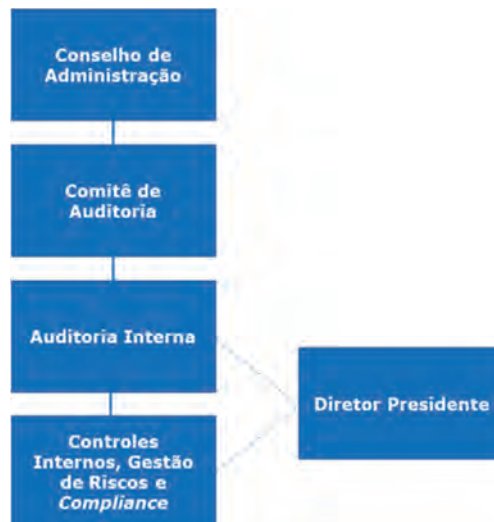 Conselho de
Administração
Comitê de
Auditoria
Auditoria Interna
Diretor Presidente
Controles
Internos, Gestão
de Riscos e
Compliance